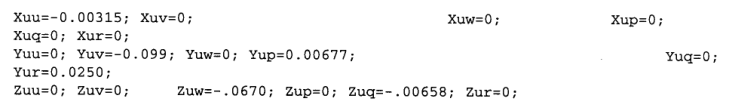 Xuu=-0.00315; Xuv=0; Xuw=0; Xup=0;
Xuq=0; Xur=0;
Yuu=0; Yuv=-0.099; Yuw=0; Yup=0.00677; Yuq=0;
Yur=0.0250;
Zuu=0; Zuv=0; Zuw=-.0670; Zup=0; Zuq=-.00658; Zur=0;